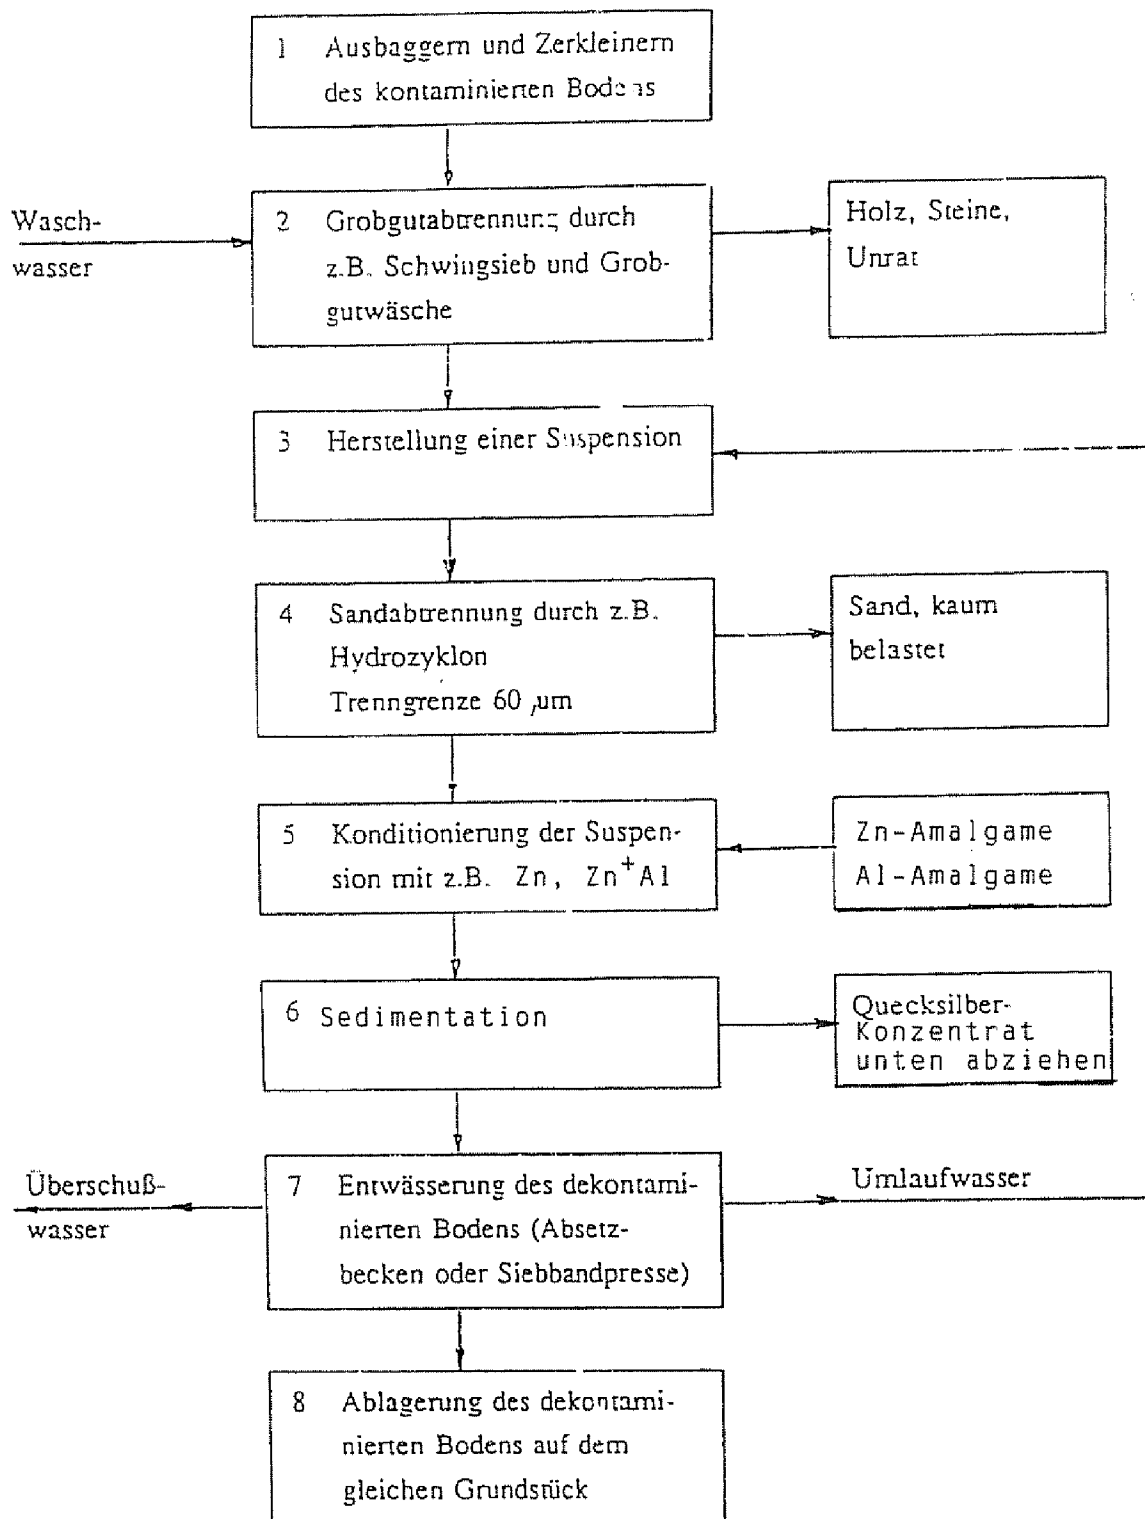 1 Ausbaggern und Zerkleinern
des kontaminierten Bodens
Wasch-
wasser
2 Grobgutabtrennung durch
z.B. Schwingsieb und Grob-
gutwäsche
Holz, Steine,
Unrat
3 Herstellung einer Suspension
4 Sandabtrennung durch z.B.
Hydrozyklon
Trenngrenze 60 µm
Sand, kaum
belastet
5 Konditionierung der Suspen-
sion mit z.B. Zn, Zn+Al
Zn-Amalgame
Al-Amalgame
6 Sedimentation
Quecksilber-
Konzentrat
unten abziehen
Überschuß-
wasser
7 Entwässerung des dekontami-
nierten Bodens (Absetz-
becken oder Siebbandpresse)
Umlaufwasser
8 Ablagerung des dekontami-
nierten Bodens auf dem
gleichen Grundstück